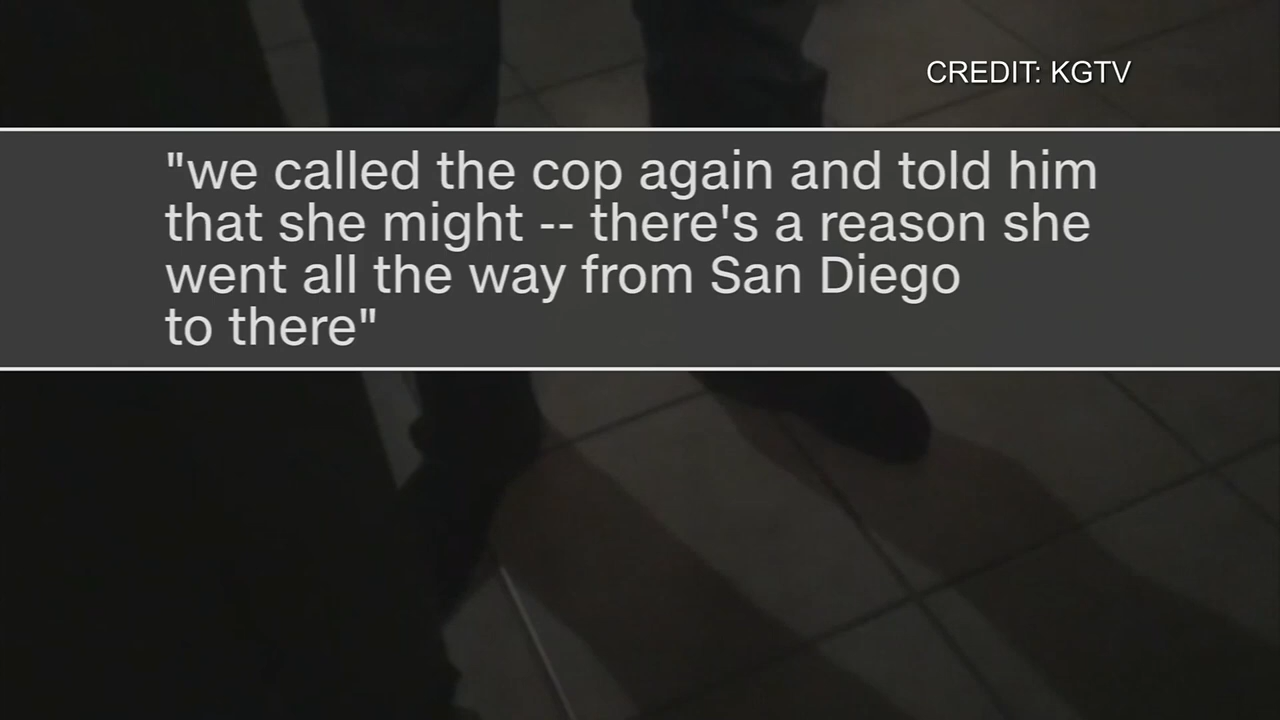 CREDIT: KGTV
"we called the cop again and told him
that she might -- there's a reason she
went all the way from San Diego
to there"